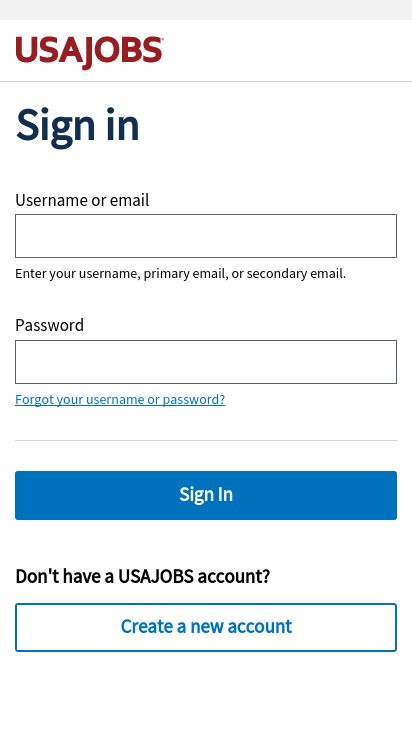 USAJOBS
Sign in
Username or email
Enter your username, primary email, or secondary email.
Password
Forgot your username or password?
Sign In
Don't have a USAJOBS account?
Create a new account